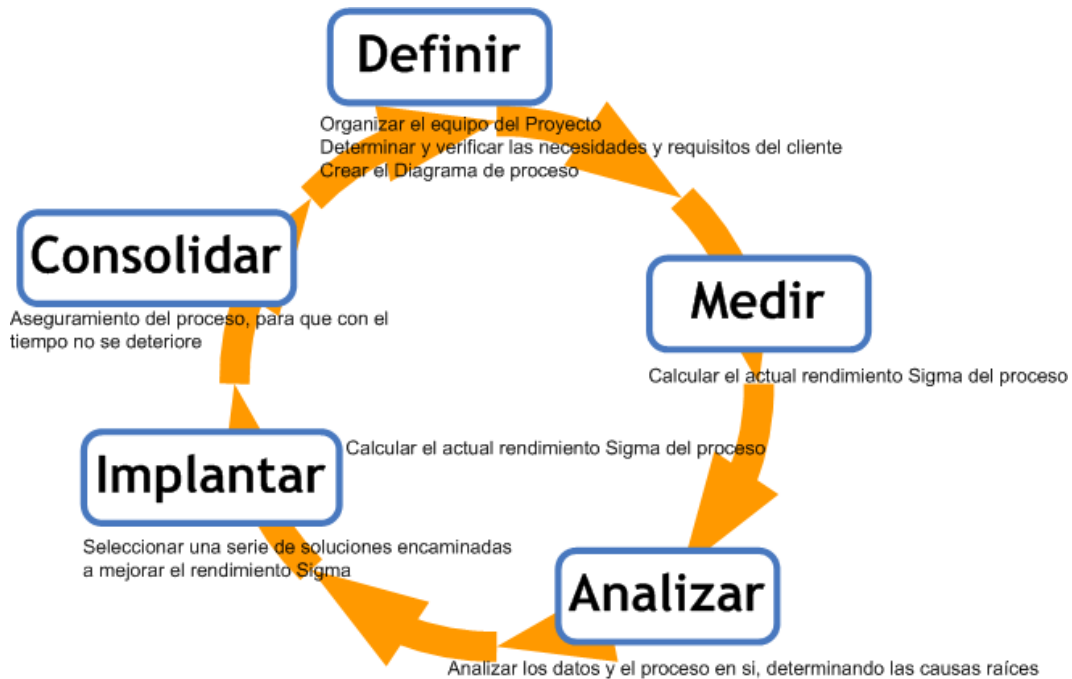 Definir
Organizar el equipo del Proyecto
Determinar y verificar las necesidades y requisitos del cliente
Crear el Diagrama de proceso
Medir
Calcular el actual rendimiento Sigma del proceso
Analizar
Analizar los datos y el proceso en si, determinando las causas raíces
Implantar
Calcular el actual rendimiento Sigma del proceso
Seleccionar una serie de soluciones encaminadas
a mejorar el rendimiento Sigma
Consolidar
Aseguramiento del proceso, para que con el
tiempo no se deteriore